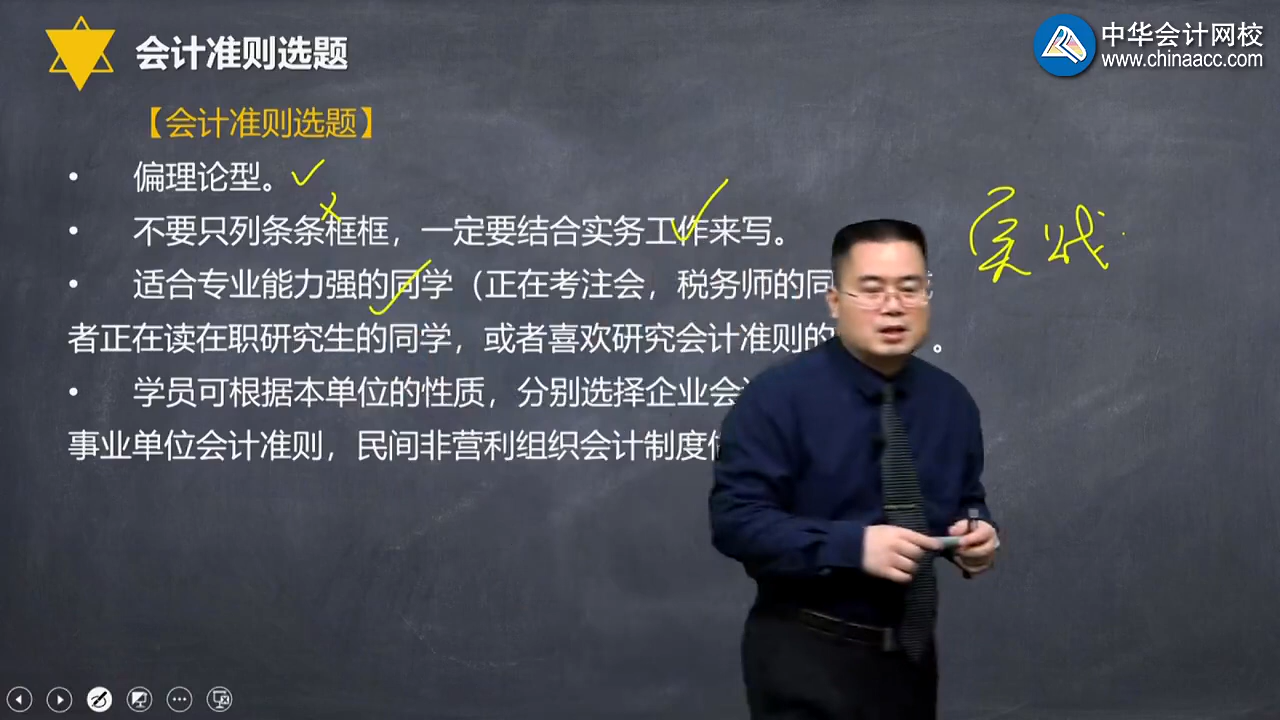 会计准则选题
中华会计网校
www.chinaacc.com
【会计准则选题】
• 偏理论型。
• 不要只列条条框框，一定要结合实务工作来写。
实践
• 适合专业能力强的同学（正在考注会，税务师的同
者正在读在职研究生的同学，或者喜欢研究会计准则的 。
• 学员可根据本单位的性质，分别选择企业会
事业单位会计准则，民间非营利组织会计制度